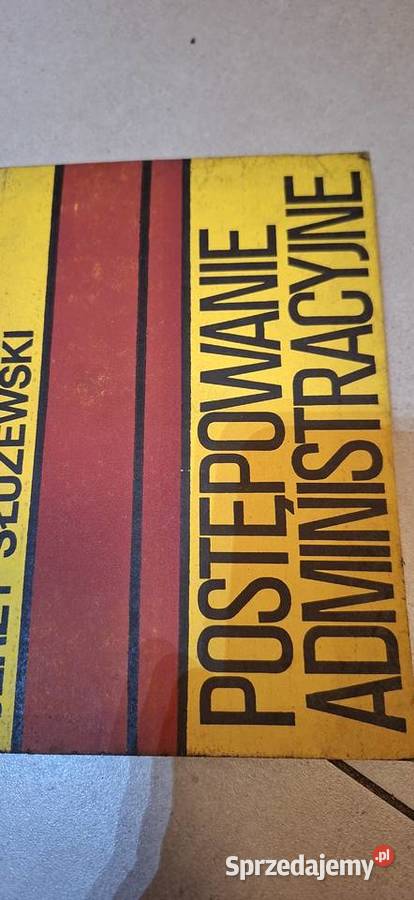 SŁUŻEWSKI
POSTĘPOWANIE
ADMINISTRACYJNE
Sprzedajemy.pl